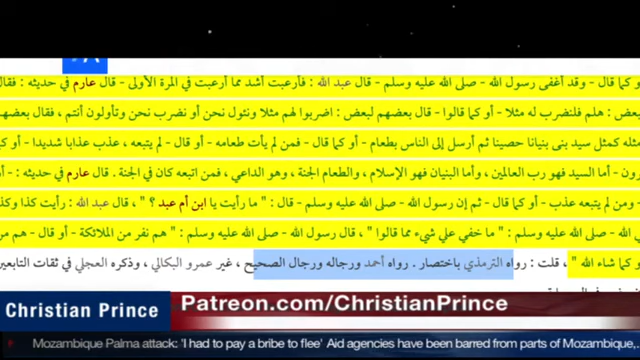 و كما قال - وقد أغفى رسول الله - صلى الله عليه وسلم - قال عبد الله : فأرعبت أشد مما أرعبت في المرة الأولى - قال عارم في حديثه : فقال
بعض : هلم فلنضرب له مثلا - أو كما قالوا - قال بعضهم لبعض : اضربوا لهم مثلا ونتول نحن أو نضرب نحن وتأولون أنتم ، فقال بعضهم
مثله كمثل سيد بنى بنيانا حصينا ثم أرسل إلى الناس بطعام - أو كما قال - فمن لم يأت طعامه - أو قال - لم يتبعه ، عذب عذابا شديدا - أو ك
رون - أما السيد فهو رب العالمين ، وأما البنيان فهو الإسلام ، والطعام الجنة ، وهو الداعي ، فمن اتبعه كان في الجنة . قال عارم في حديثه : أ
- ومن لم يتبعه عذب - أو كما قال - ثم إن رسول الله - صلى الله عليه وسلم - قال : " ما رأيت يا ابن أم عبد ؟ " ، قال عبد الله : رأيت كذا وكذ
ي الله - صلى الله عليه وسلم - : " ما خفي علي شيء مما قالوا " ، قال رسول الله - صلى الله عليه وسلم - : " هم نفر من الملائكة - أو قال - هم من
و كما شاء الله " ، قلت : رواه الترمذي باختصار . رواه أحمد ورجاله ورجال الصحيح ، غير عمرو البكالي ، وذكره العجلي في ثقات التابعين
Christian Prince
Patreon.com/ChristianPrince
Mozambique Palma attack: 'I had to pay a bribe to flee' Aid agencies have been barred from parts of Mozambique,